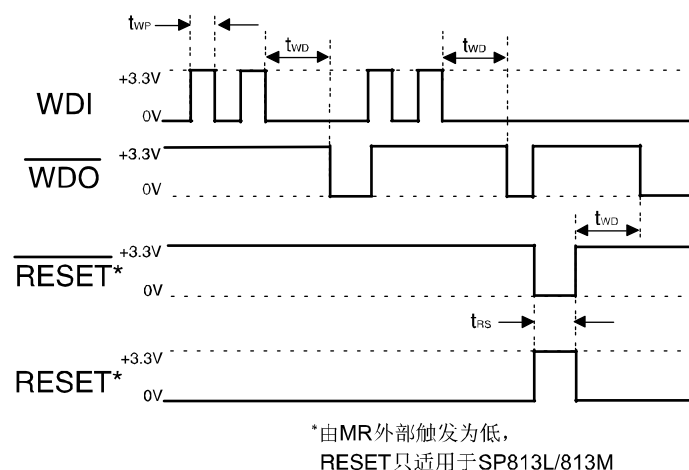 tWP
tWD
tWD
WDI
+3.3V
0V
WDO
+3.3V
0V
tWD
RESET*
+3.3V
0V
tRS
RESET*
+3.3V
0V
*由MR外部触发为低，
RESET只适用于SP813L/813M